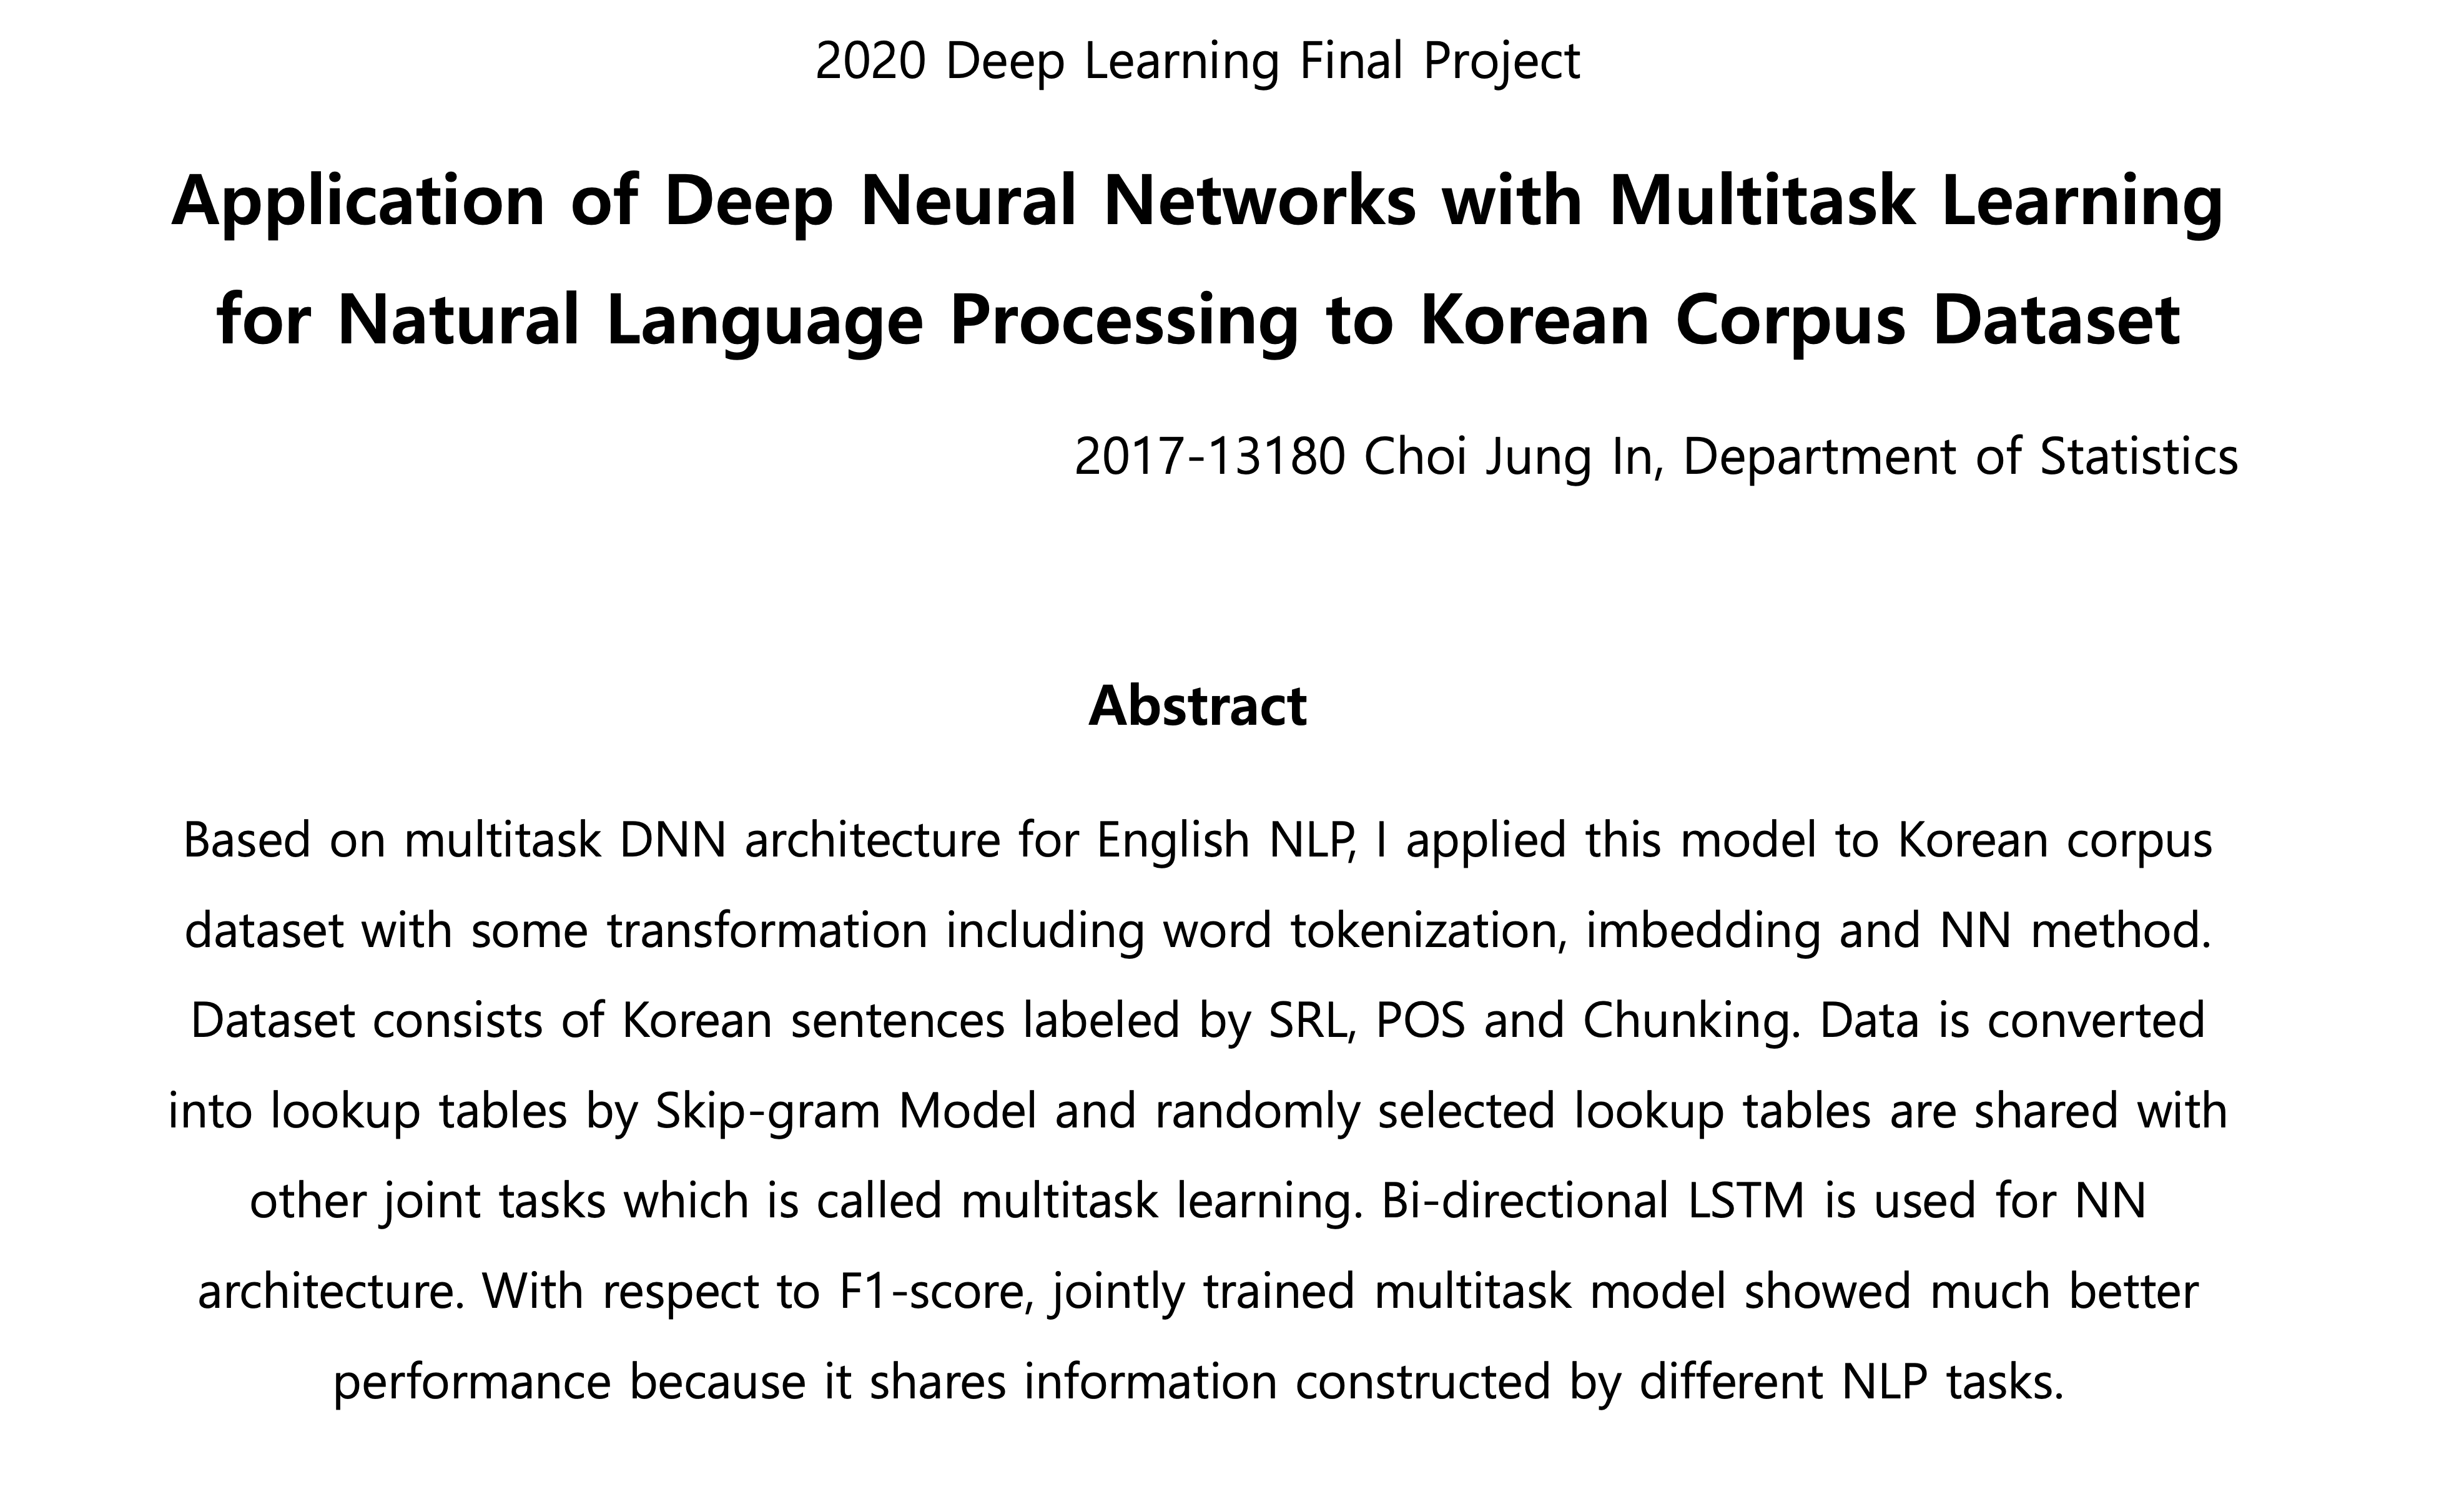 2020 Deep Learning Final Project
Application of Deep Neural Networks with Multitask Learning
for Natural Language Processing to Korean Corpus Dataset
2017-13180 Choi Jung In, Department of Statistics
Abstract
Based on multitask DNN architecture for English NLP, I applied this model to Korean corpus
dataset with some transformation including word tokenization, imbedding and NN method.
Dataset consists of Korean sentences labeled by SRL, POS and Chunking. Data is converted
into lookup tables by Skip-gram Model and randomly selected lookup tables are shared with
other joint tasks which is called multitask learning. Bi-directional LSTM is used for NN
architecture. With respect to F1-score, jointly trained multitask model showed much better
performance because it shares information constructed by different NLP tasks.